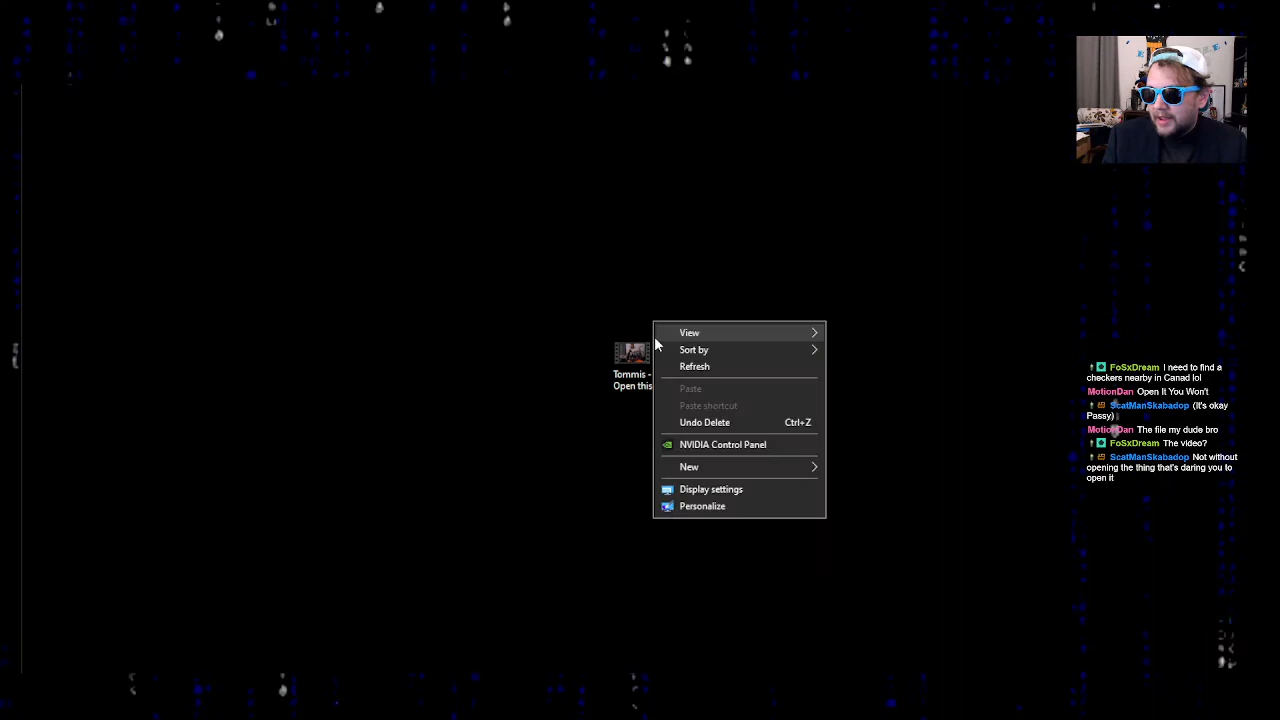 View
Sort by
Refresh
Paste
Paste shortcut
Undo Delete Ctrl+Z
NVIDIA Control Panel
New
Display settings
Personalize
Tommis -
Open this
FoSxDream I need to find a
checkers nearby in Canad lol
MotionDan Open It You Won't
ScatManSkabadop (It's okay
Passy)
MotionDan The file my dude bro
FoSxDream The video?
ScatManSkabadop Not without
opening the thing that's daring you to
open it